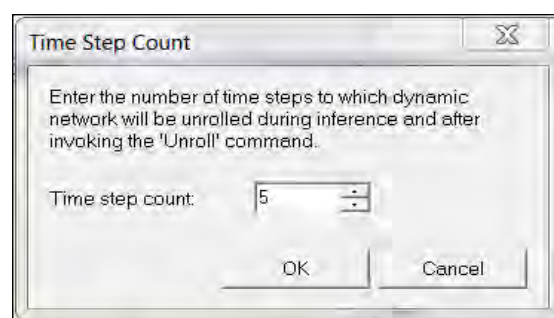 Time Step Count
Enter the number of time steps to which dynamic
network will be unrolled during inference and after
invoking the 'Unroll' command.
Time step count: 5
OK Cancel